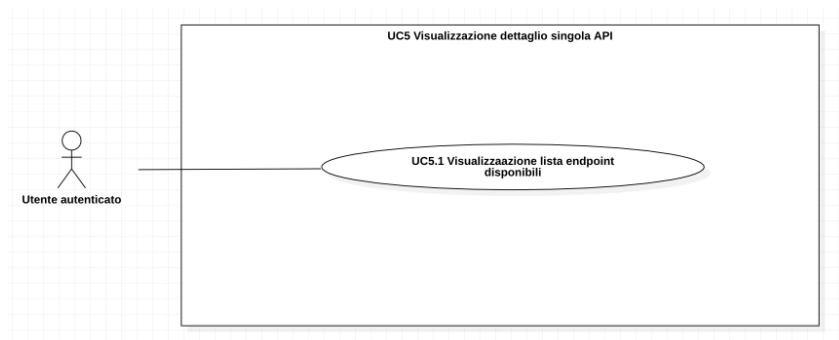 UC5 Visualizzazione dettaglio singola API
UC5.1 Visualizzaazione lista endpoint
disponibili
Utente autenticato